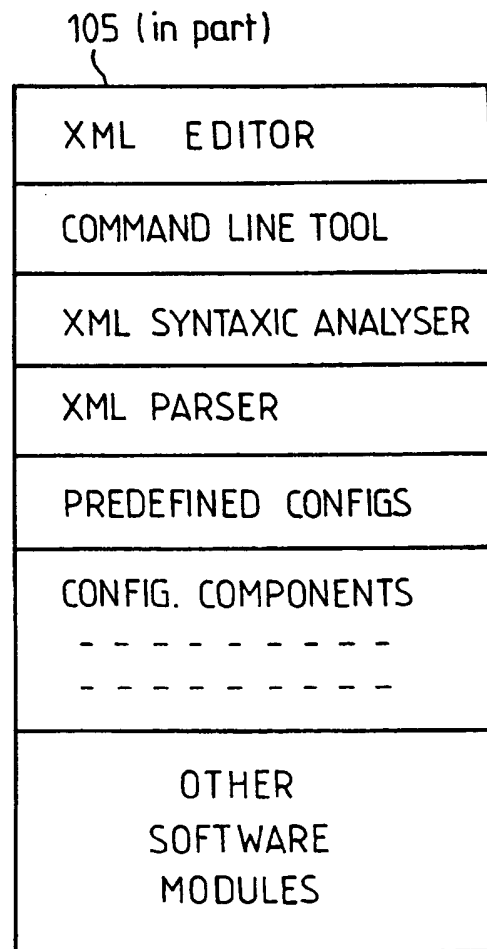 105 (in part)
XML EDITOR
COMMAND LINE TOOL
XML SYNTAXIC ANALYSER
XML PARSER
PREDEFINED CONFIGS
CONFIG. COMPONENTS
- - - - - - - - - -
- - - - - - - - - -
OTHER
SOFTWARE
MODULES